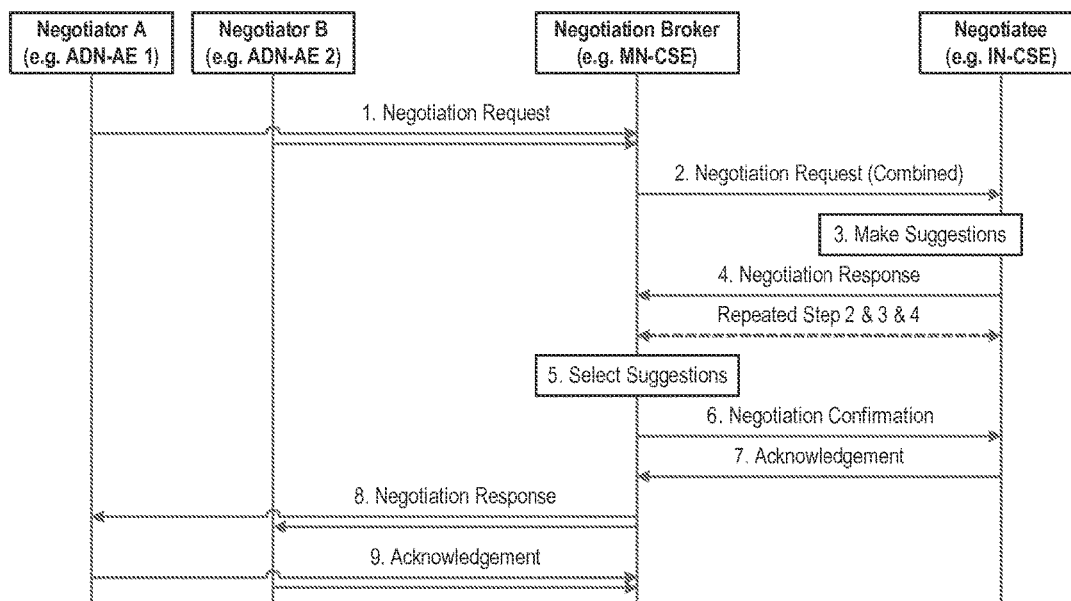 Negotiator A
(e.g. ADN-AE 1)
Negotiator B
(e.g. ADN-AE 2)
Negotiation Broker
(e.g. MN-CSE)
Negotiatee
(e.g. IN-CSE)
1. Negotiation Request
2. Negotiation Request (Combined)
3. Make Suggestions
4. Negotiation Response
Repeated Step 2 & 3 & 4
5. Select Suggestions
6. Negotiation Confirmation
7. Acknowledgement
8. Negotiation Response
9. Acknowledgement